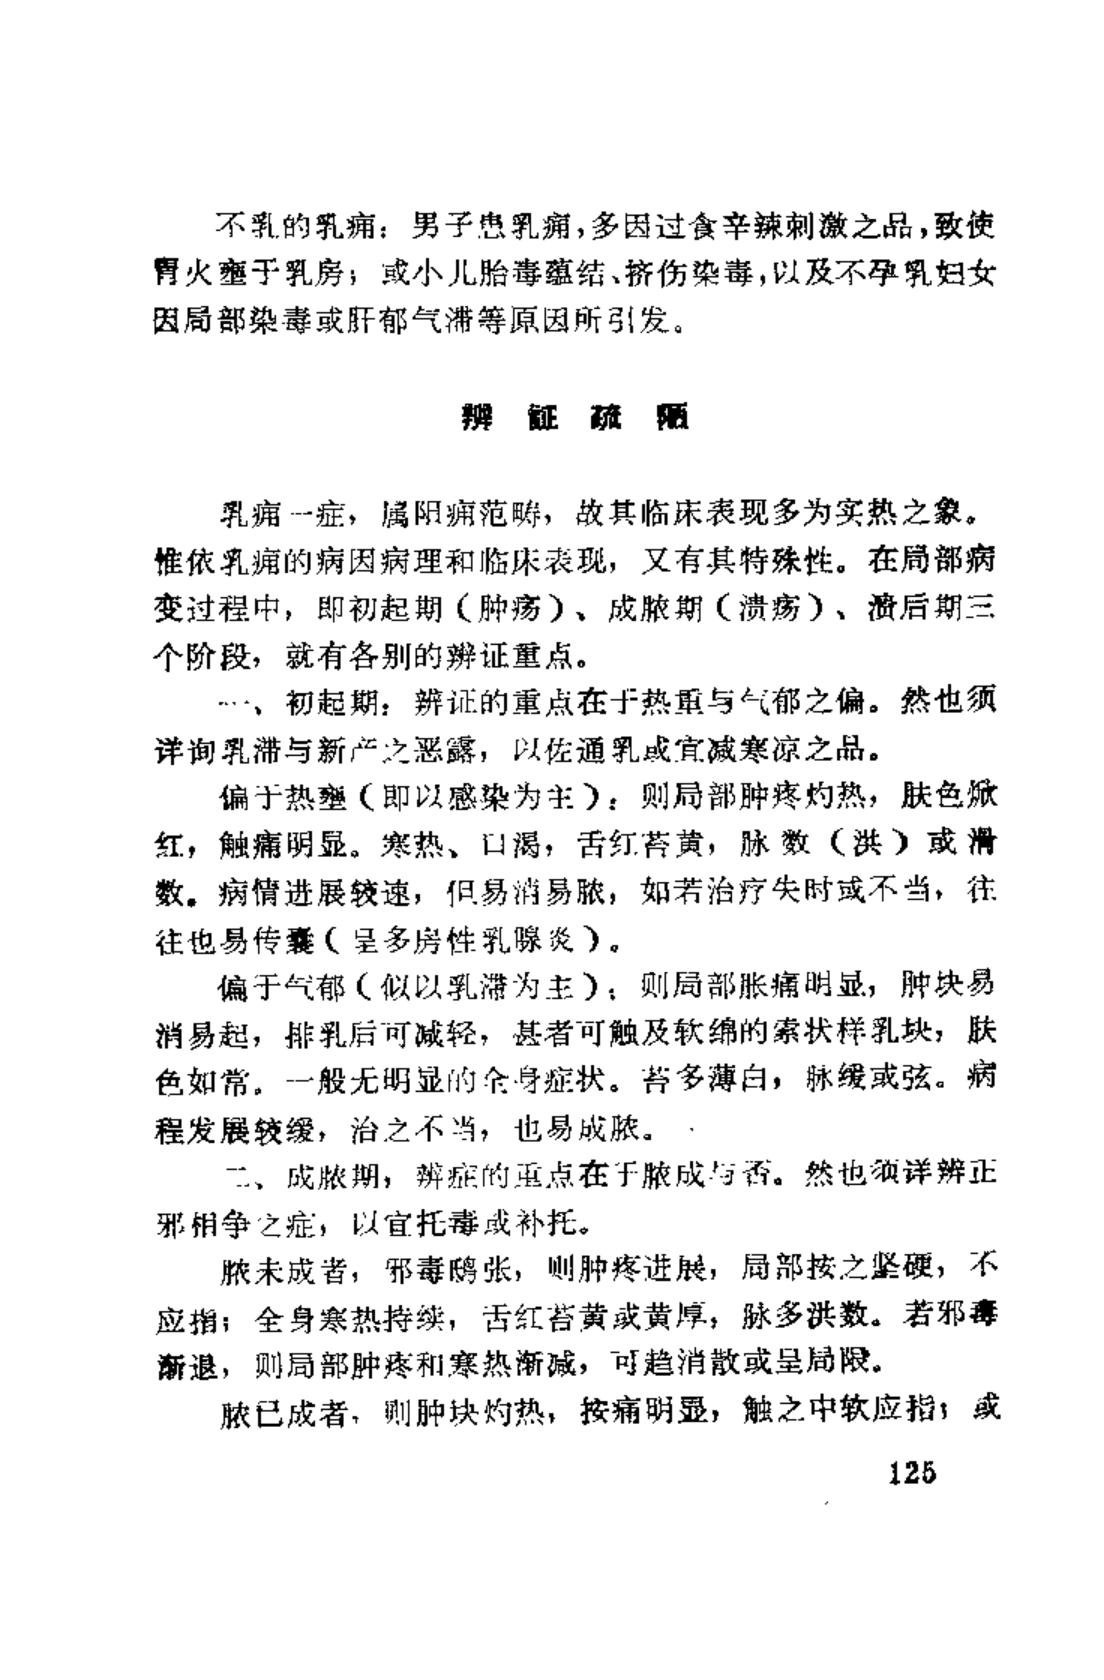 不乳的乳痈：男子患乳痈，多因过食辛辣刺激之品，致使
胃火壅于乳房；或小儿胎毒蕴结、挤伤染毒，以及不孕乳妇女
因局部染毒或肝郁气滞等原因所引发。
辨证疏陋
乳痈一症，属阳痈范畴，故其临床表现多为实热之象。
惟依乳痈的病因病理和临床表现，又有其特殊性。在局部病
变过程中，即初起期（肿疡）、成脓期（溃疡）、溃后期三
个阶段，就有各别的辨证重点。
一、初起期：辨证的重点在于热重与气郁之偏。然也须
详询乳滞与新产之恶露，以佐通乳或宜减寒凉之品。
偏于热壅（即以感染为主）：则局部肿疼灼热，肤色焮
红，触痛明显。寒热、口渴，舌红苔黄，脉数（洪）或滑
数。病情进展较速，但易消易脓，如若治疗失时或不当，往
往也易传囊（呈多房性乳腺炎）。
偏于气郁（似以乳滞为主）：则局部胀痛明显，肿块易
消易起，排乳后可减轻，甚者可触及软绵的索状样乳块，肤
色如常。一般无明显的全身症状。苔多薄白，脉缓或弦。病
程发展较缓，治之不当，也易成脓。
二、成脓期：辨症的重点在于脓成与否。然也须详辨正
邪相争之症，以宜托毒或补托。
脓未成者，邪毒鸱张，则肿疼进展，局部按之坚硬，不
应指；全身寒热持续，舌红苔黄或黄厚，脉多洪数。若邪毒
渐退，则局部肿疼和寒热渐减，可趋消散或呈局限。
脓已成者，则肿块灼热，按痛明显，触之中软应指；或
125